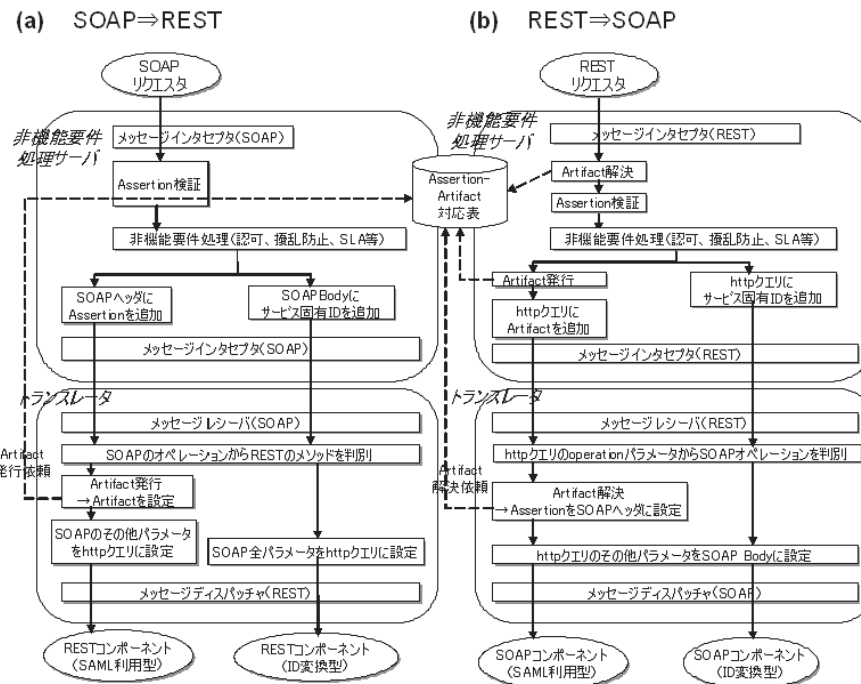 (a) SOAP⇒REST
SOAP
リクエスタ
非機能要件
処理サーバ
メッセージインタセプタ(SOAP)
Assertion検証
非機能要件処理(認可、擾乱防止、SLA等)
SOAPヘッダに
Assertionを追加
SOAPBodyに
サービス固有IDを追加
メッセージインタセプタ(SOAP)
トランスレータ
メッセージレシーバ(SOAP)
SOAPのオペレーションからRESTのメソッドを判別
Artifact
発行依頼
Artifact発行
→Artifactを設定
SOAPのその他パラメータ
をhttpクエリに設定
SOAP全パラメータをhttpクエリに設定
メッセージディスパッチャ(REST)
RESTコンポーネント
(SAML利用型)
RESTコンポーネント
(ID変換型)
Assertion-
Artifact
対応表
(b) REST⇒SOAP
REST
リクエスタ
非機能要件
処理サーバ
メッセージインタセプタ(REST)
Artifact解決
Assertion検証
非機能要件処理(認可、擾乱防止、SLA等)
Artifact発行
httpクエリに
Artifactを追加
httpクエリに
サービス固有IDを追加
メッセージインタセプタ(REST)
トランスレータ
メッセージレシーバ(REST)
httpクエリのoperationパラメータからSOAPオペレーションを判別
Artifact
解決依頼
Artifact解決
→AssertionをSOAPヘッダに設定
httpクエリのその他パラメータをSOAP Bodyに設定
メッセージディスパッチャ(SOAP)
SOAPコンポーネント
(SAML利用型)
SOAPコンポーネント
(ID変換型)